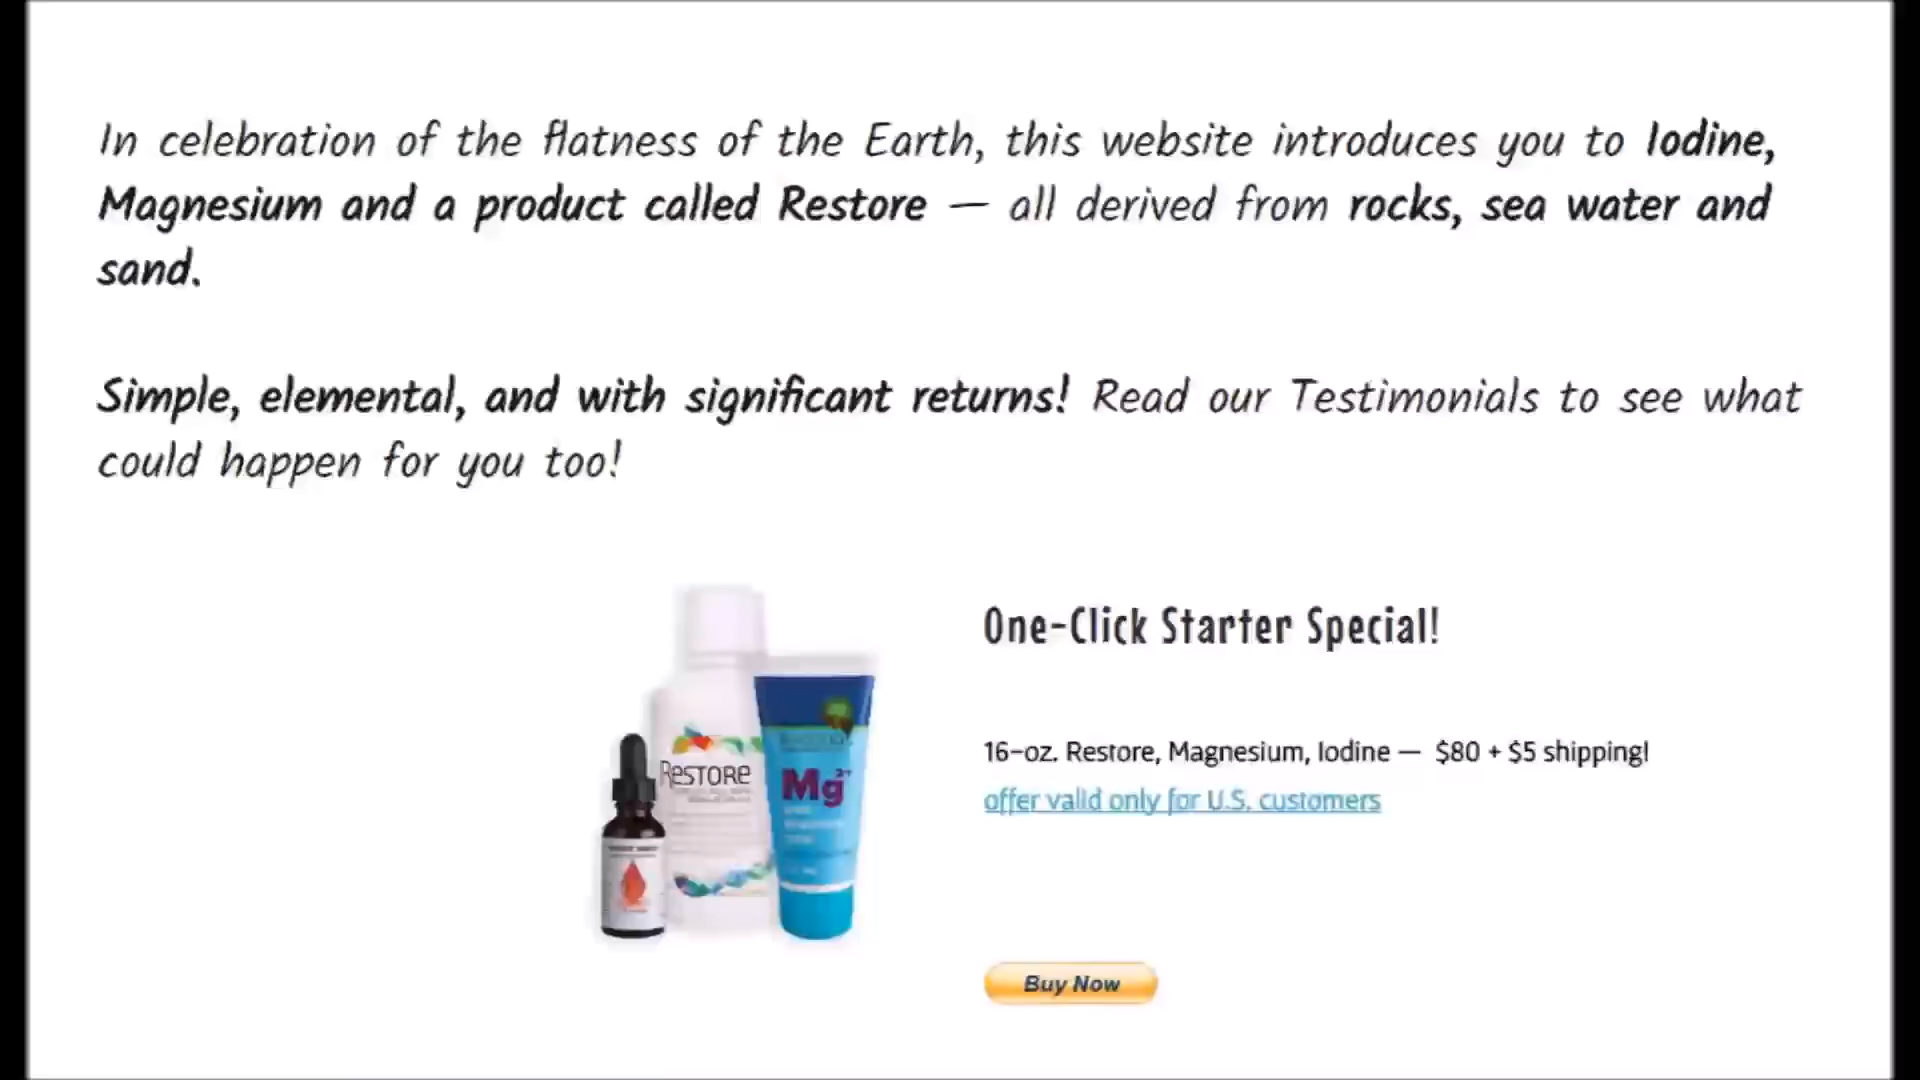 In celebration of the flatness of the Earth, this website introduces you to Iodine,
Magnesium and a product called Restore — all derived from rocks, sea water and
sand.
Simple, elemental, and with significant returns! Read our Testimonials to see what
could happen for you too!
One-Click Starter Special!
16-oz. Restore, Magnesium, Iodine — $80 + $5 shipping!
offer valid only for U.S. customers
RESTORE
Mg
Buy Now